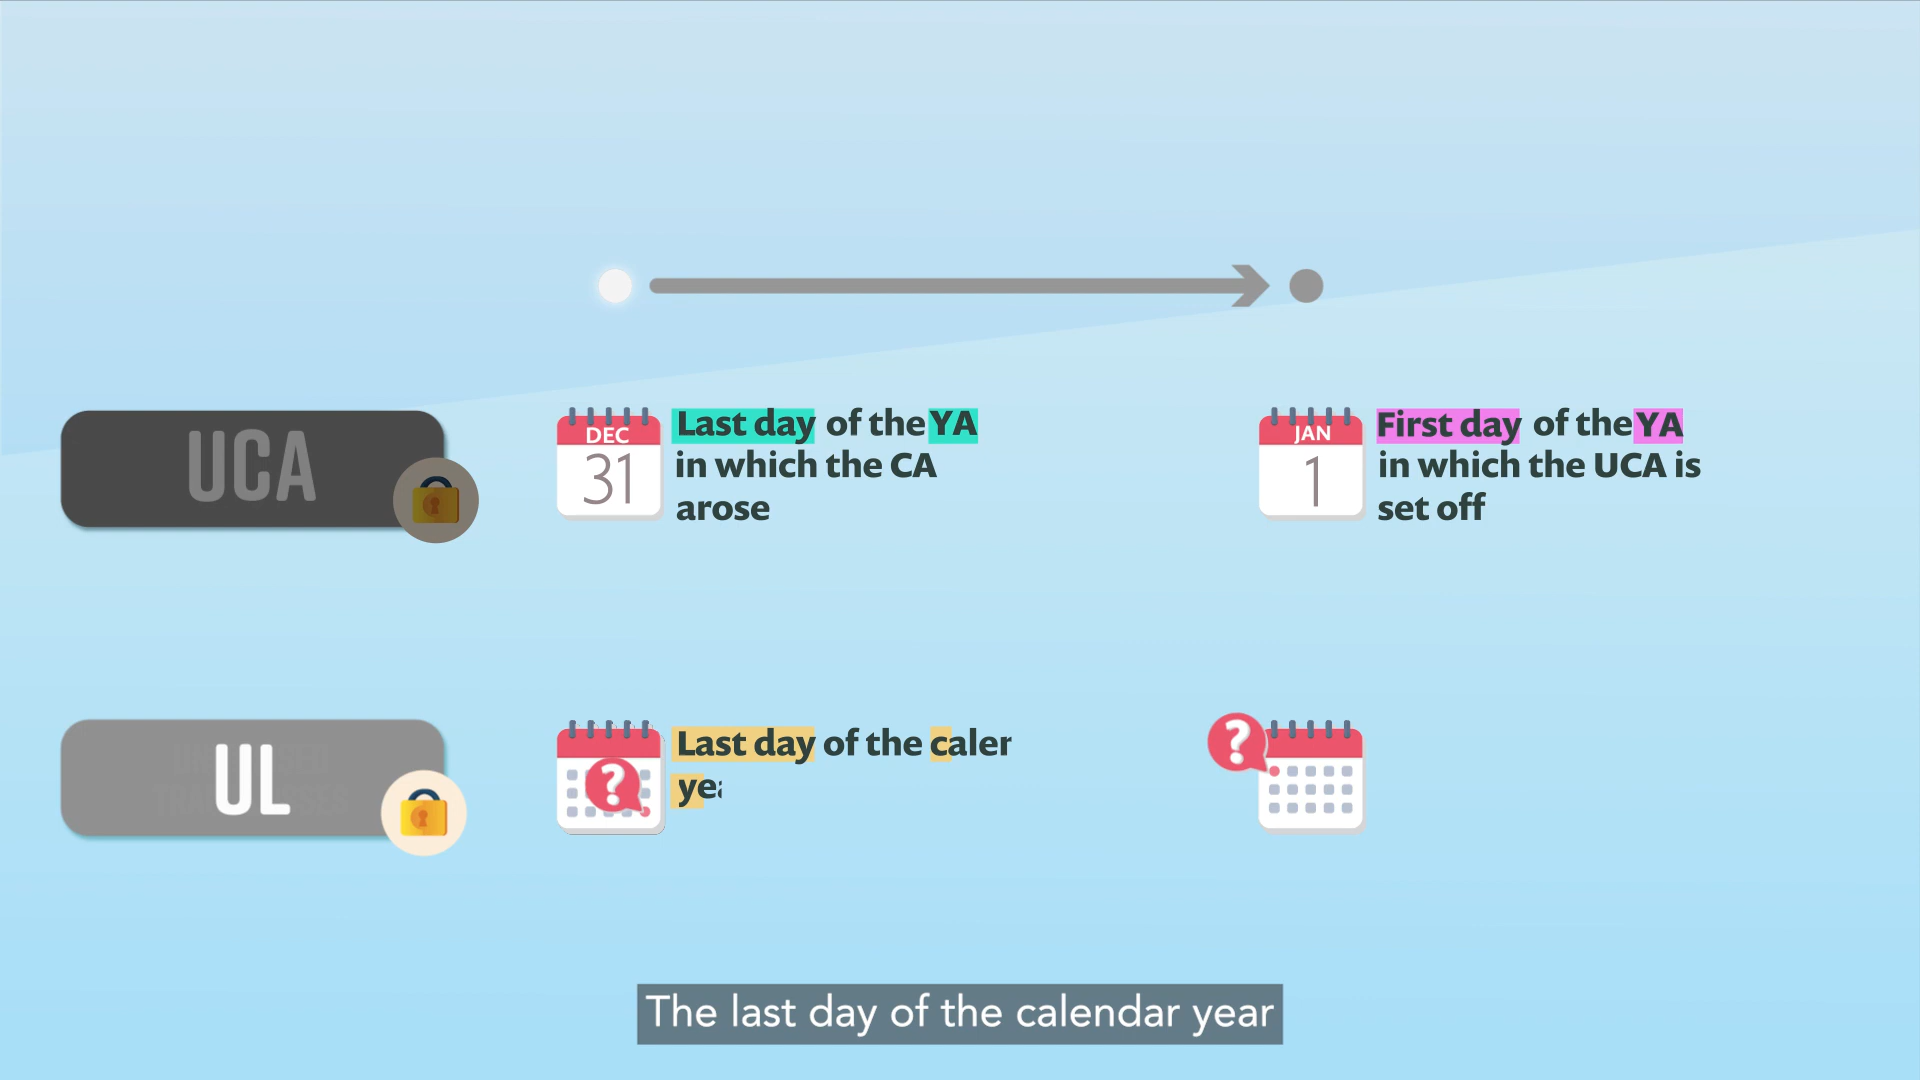 UCA
DEC
31
Last day of the YA
in which the CA
arose
JAN
1
First day of the YA
in which the UCA is
set off
UL
Last day of the caler
ye
The last day of the calendar year